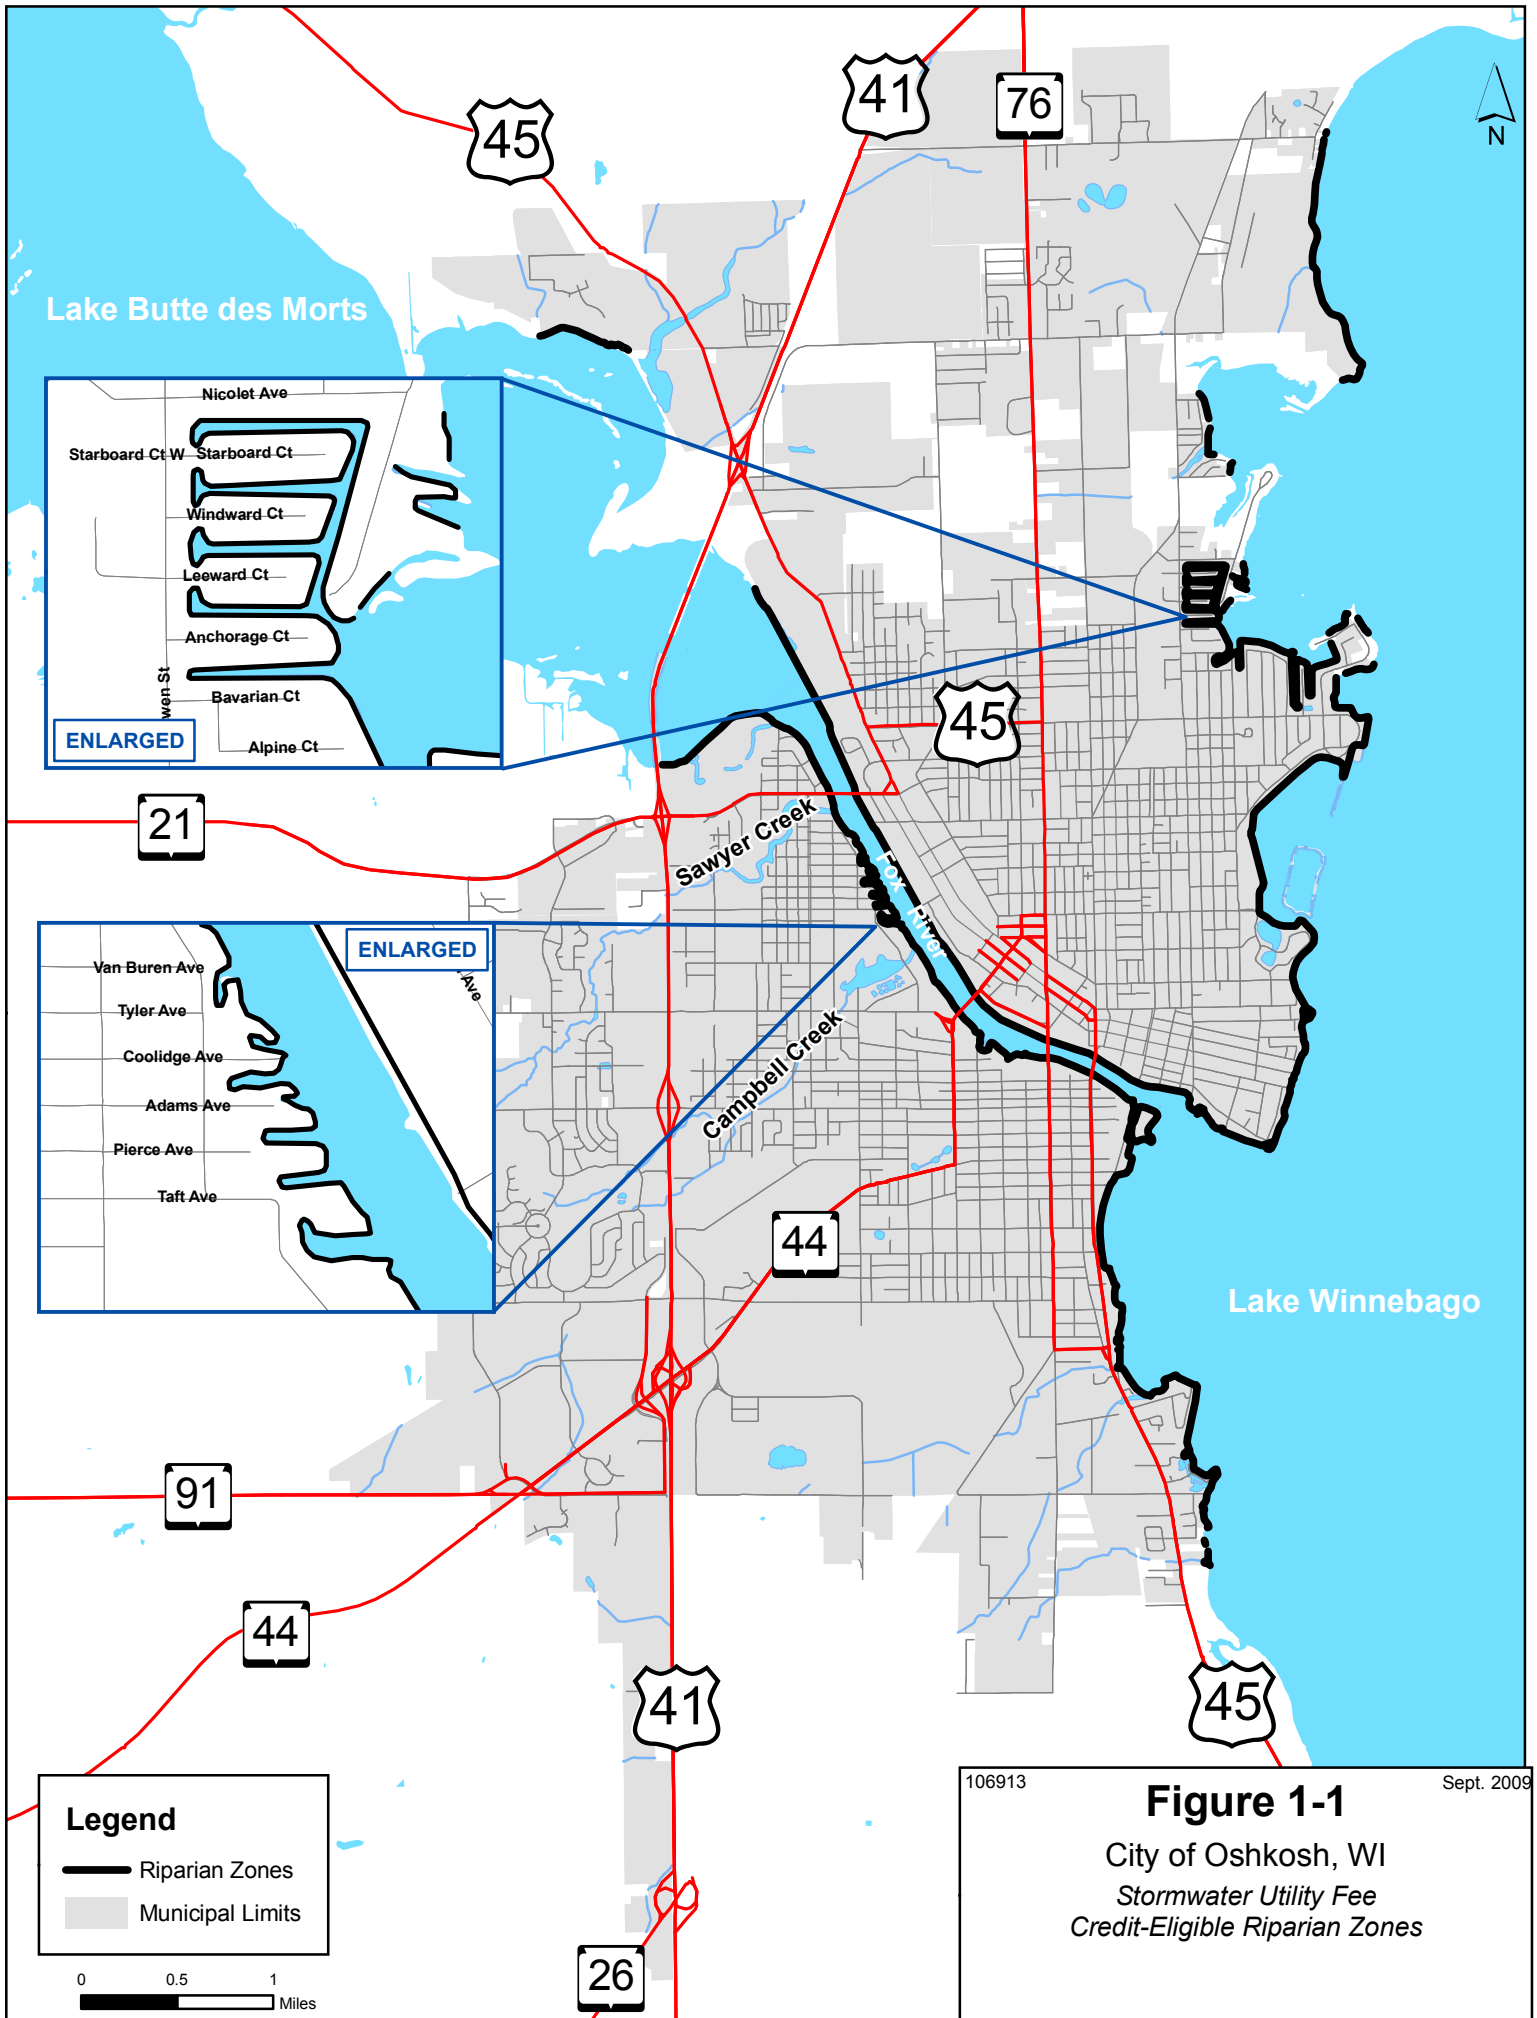 41
76
45
N
Lake Butte des Morts
Nicolet Ave
Starboard Ct W
Starboard Ct
Windward Ct
Leeward Ct
Anchorage Ct
wen St
Bavarian Ct
ENLARGED
Alpine Ct
45
21
Sawyer Creek
Fox River
ENLARGED
Ave
Van Buren Ave
Tyler Ave
Coolidge Ave
Adams Ave
Pierce Ave
Taft Ave
Campbell Creek
44
Lake Winnebago
91
44
41
45
26
Legend
Riparian Zones
Municipal Limits
0 0.5 1
Miles
106913
Sept. 2009
Figure 1-1
City of Oshkosh, WI
Stormwater Utility Fee
Credit-Eligible Riparian Zones